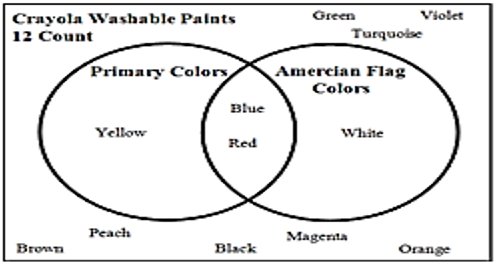 Crayola Washable Paints
12 Count
Green
Violet
Turquoise
Primary Colors
Amercian Flag
Colors
Blue
Yellow
Red
White
Peach
Magenta
Brown
Black
Orange